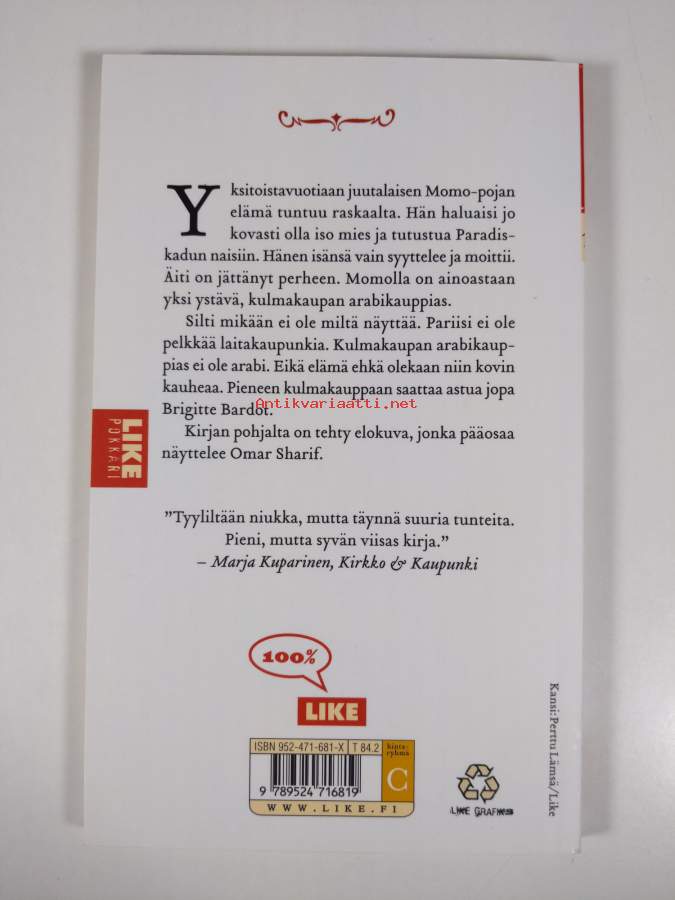 Yksitoistavuotiaan juutalaisen Momo-pojan
elämä tuntuu raskaalta. Hän haluaisi jo
kovasti olla iso mies ja tutustua Paradis-
kadun naisiin. Hänen isänsä vain syyttelee ja moittii.
Äiti on jättänyt perheen. Momolla on ainoastaan
yksi ystävä, kulmakaupan arabikauppias.
Silti mikään ei ole miltä näyttää. Pariisi ei ole
pelkkää laitakaupunkia. Kulmakaupan arabikaup-
pias ei ole arabi. Eikä elämä ehkä olekaan niin kovin
kauheaa. Pieneen kulmakauppaan saattaa astua jopa
Antikvariaatti.net
Brigitte Bardot.
Kirjan pohjalta on tehty elokuva, jonka pääosaa
näyttelee Omar Sharif.
LIKE
POKKARI
"Tyyliltään niukka, mutta täynnä suuria tunteita.
Pieni, mutta syvän viisas kirja."
– Marja Kuparinen, Kirkko & Kaupunki
100%
LIKE
ISBN 952-471-681-X T 84.2
hinta-
ryhmä
C
9 789524 716819
WWW.LIKE.FI
LIKE GRAFIIKKA
Kansi: Perttu Lämsä/Like